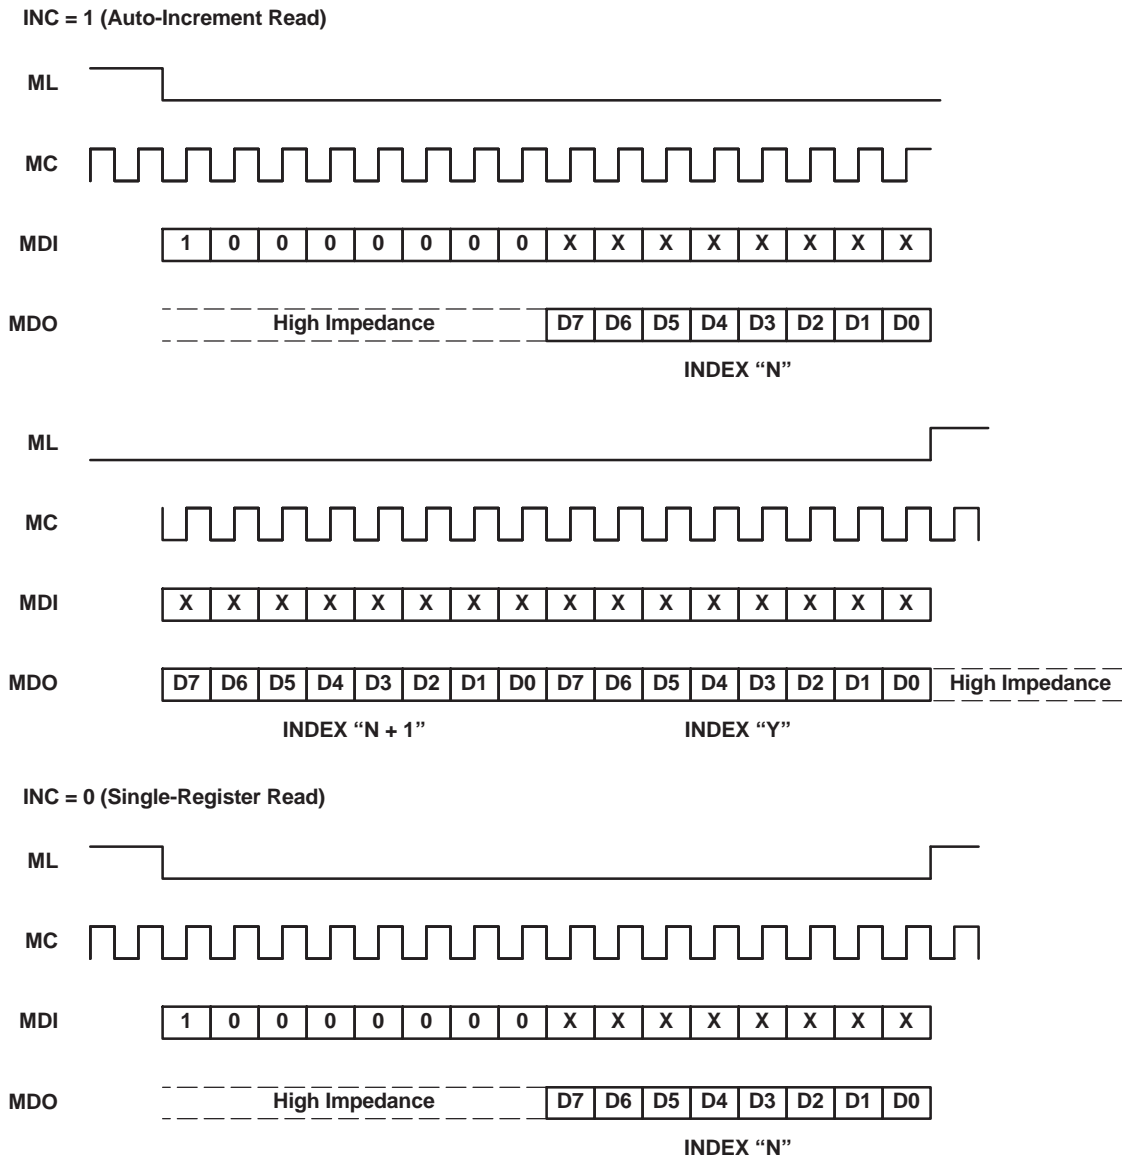 INC = 1 (Auto-Increment Read)
ML
MC
MDI 1 0 0 0 0 0 0 0 X X X X X X X X
MDO High Impedance D7 D6 D5 D4 D3 D2 D1 D0
INDEX “N”
ML
MC
MDI X X X X X X X X X X X X X X X X
MDO D7 D6 D5 D4 D3 D2 D1 D0 D7 D6 D5 D4 D3 D2 D1 D0 High Impedance
INDEX “N + 1” INDEX “Y”
INC = 0 (Single-Register Read)
ML
MC
MDI 1 0 0 0 0 0 0 0 X X X X X X X X
MDO High Impedance D7 D6 D5 D4 D3 D2 D1 D0
INDEX “N”